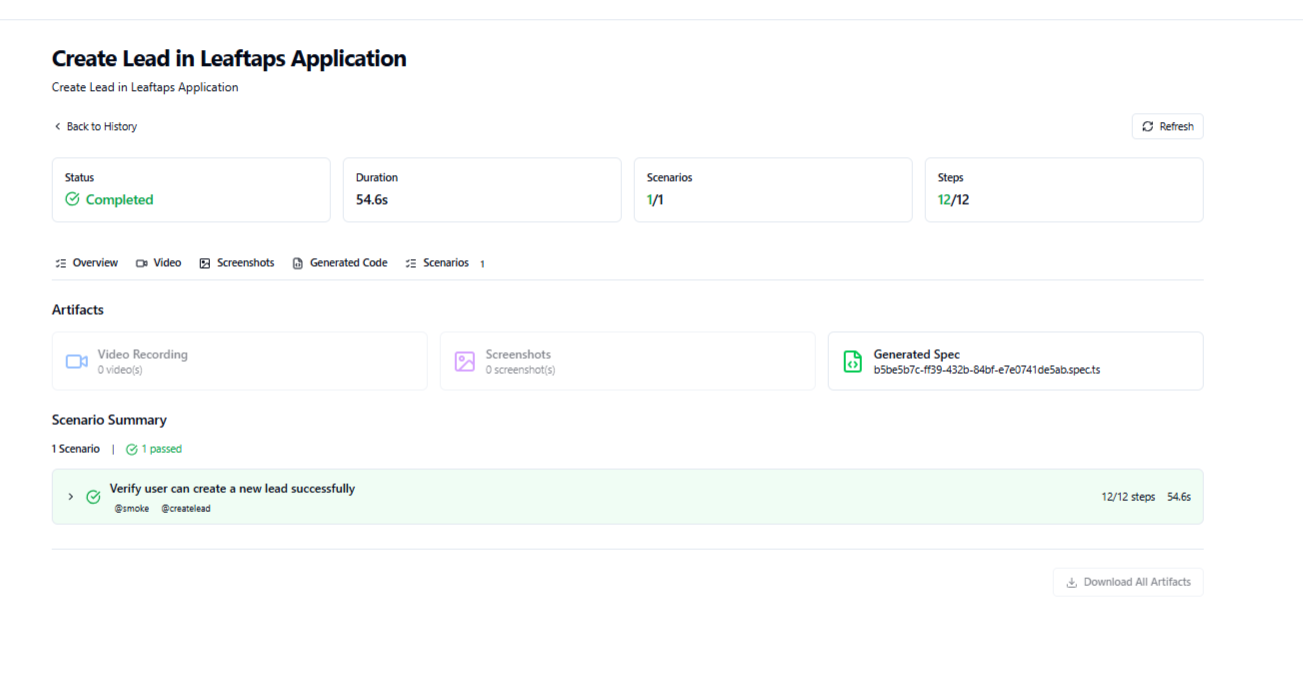 Create Lead in Leaftaps Application
Create Lead in Leaftaps Application
Back to History
Refresh
Status
Completed
Duration
54.6s
Scenarios
1/1
Steps
12/12
Overview
Video
Screenshots
Generated Code
Scenarios 1
Artifacts
Video Recording
0 video(s)
Screenshots
0 screenshot(s)
Generated Spec
b5be5b7c-ff39-432b-84bf-e7e0741de5ab.spec.ts
Scenario Summary
1 Scenario | 1 passed
Verify user can create a new lead successfully
@smoke @createlead
12/12 steps 54.6s
Download All Artifacts